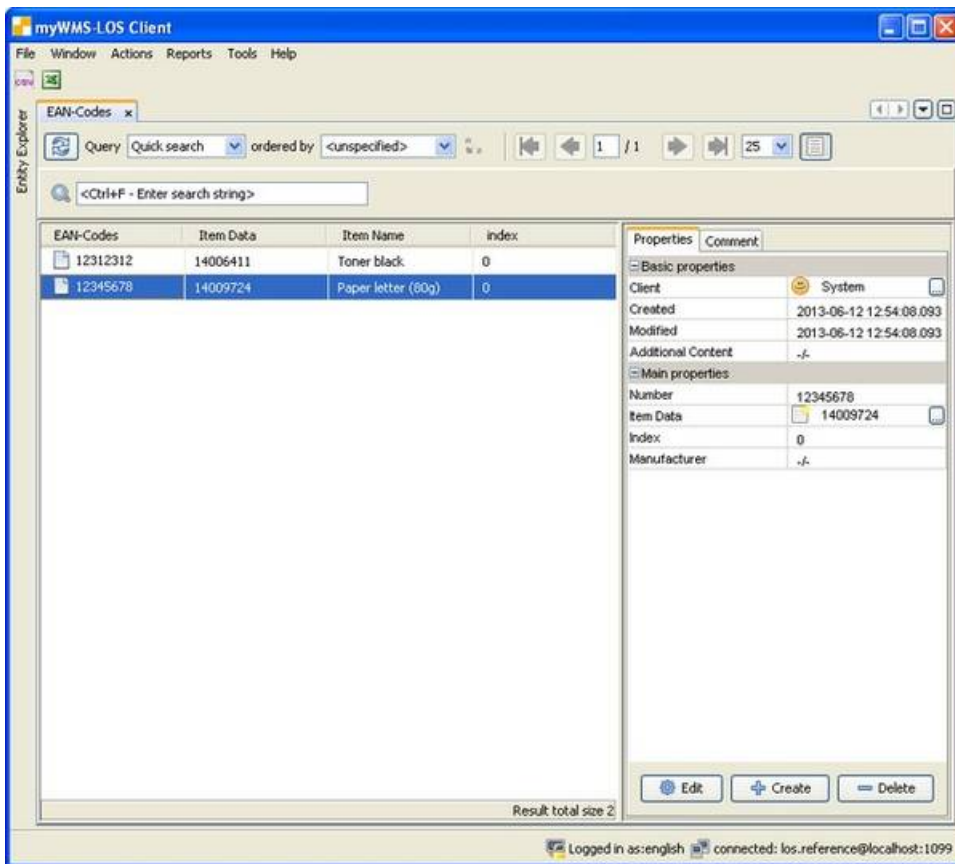 myWMS-LOS Client
File Window Actions Reports Tools Help
CSV
Entity Explorer
EAN-Codes x
Query Quick search ordered by <unspecified> 1 / 1 25
<Ctrl+F - Enter search string>
EAN-Codes Item Data Item Name index
12312312 14006411 Toner black 0
12345678 14009724 Paper letter (80g) 0
Result total size 2
Properties Comment
Basic properties
Client System ...
Created 2013-06-12 12:54:08.093
Modified 2013-06-12 12:54:08.093
Additional Content -/-
Main properties
Number 12345678
Item Data 14009724 ...
Index 0
Manufacturer -/-
Edit Create Delete
Logged in as:english connected: los.reference@localhost:1099